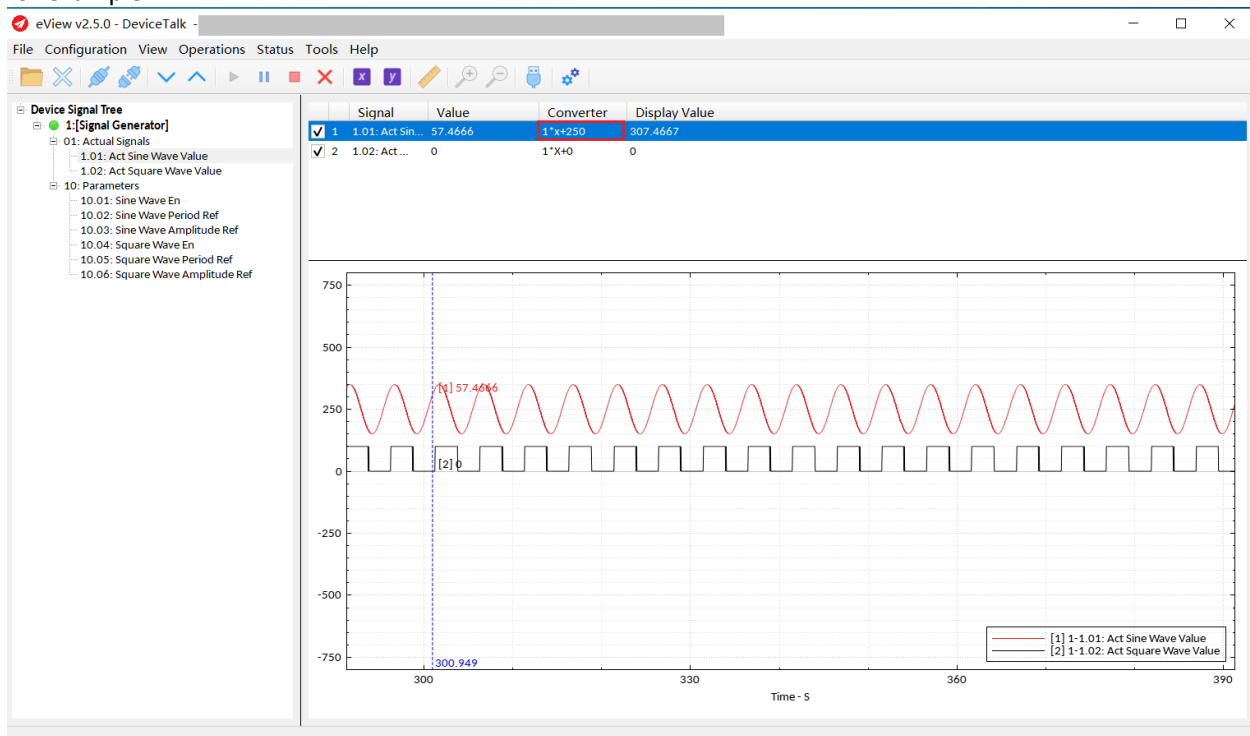 eView v2.5.0 - DeviceTalk -
File Configuration View Operations Status Tools Help
x y
Device Signal Tree
1:[Signal Generator]
01: Actual Signals
1.01: Act Sine Wave Value
1.02: Act Square Wave Value
10: Parameters
10.01: Sine Wave En
10.02: Sine Wave Period Ref
10.03: Sine Wave Amplitude Ref
10.04: Square Wave En
10.05: Square Wave Period Ref
10.06: Square Wave Amplitude Ref
Signal Value Converter Display Value
1 1.01: Act Sin... 57.4666 1*x+250 307.4667
2 1.02: Act ... 0 1*X+0 0
750
500
250
0
-250
-500
-750
[1] 57.4666
[2] 0
300.949
300 330 360 390
Time - S
[1] 1-1.01: Act Sine Wave Value
[2] 1-1.02: Act Square Wave Value